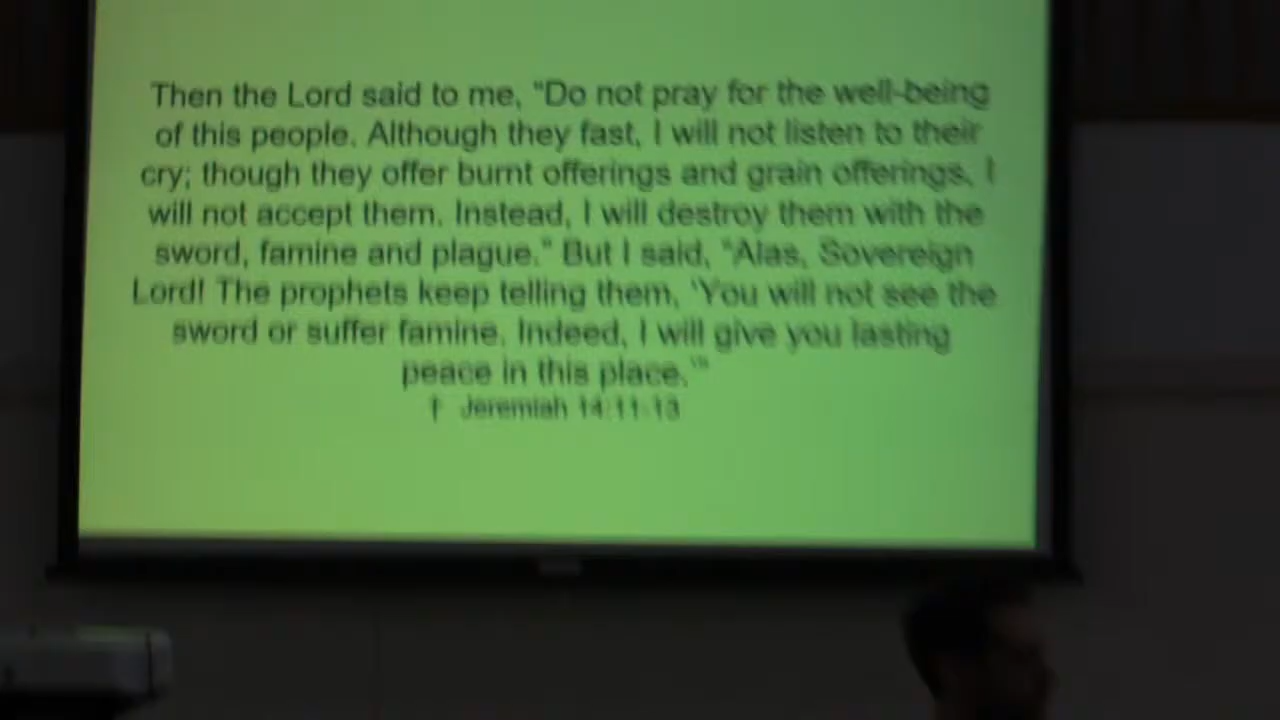 Then the Lord said to me, "Do not pray for the well-being
of this people. Although they fast, I will not listen to their
cry; though they offer burnt offerings and grain offerings, I
will not accept them. Instead, I will destroy them with the
sword, famine and plague." But I said, "Alas, Sovereign
Lord! The prophets keep telling them, 'You will not see the
sword or suffer famine. Indeed, I will give you lasting
peace in this place.'"
† Jeremiah 14:11-13